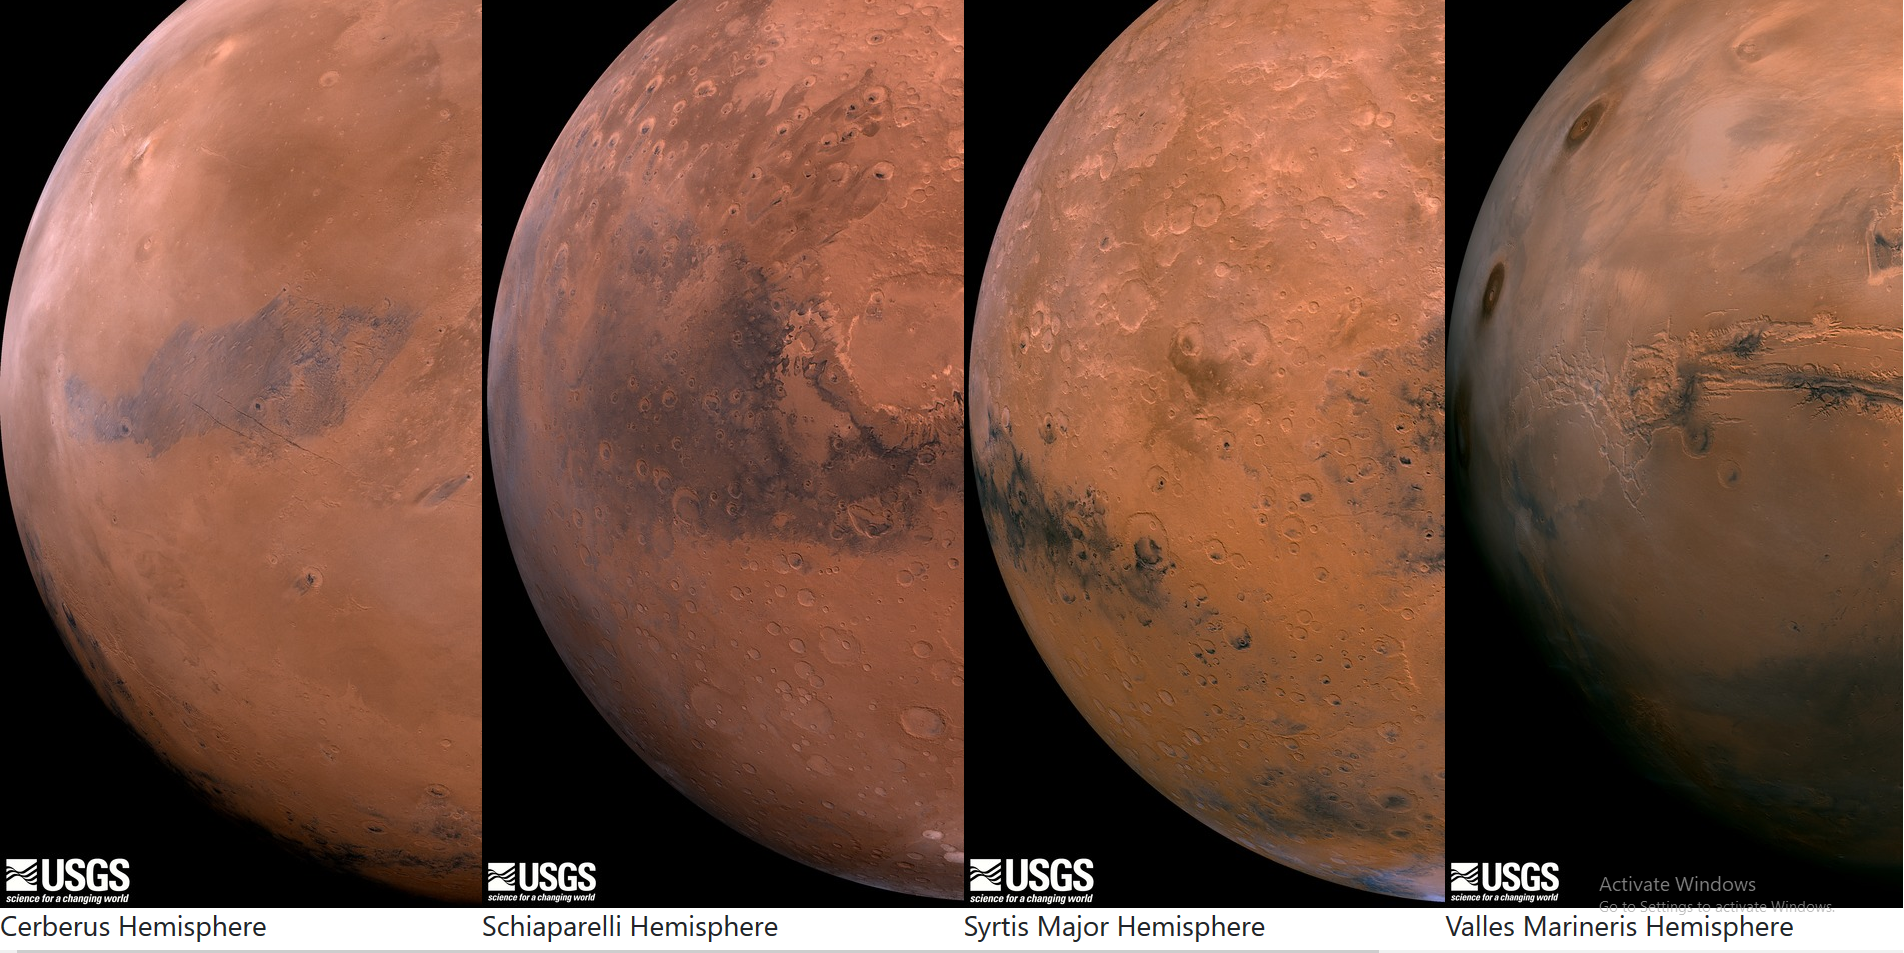 USGS
science for a changing world
Cerberus Hemisphere
USGS
science for a changing world
Schiaparelli Hemisphere
USGS
science for a changing world
Syrtis Major Hemisphere
USGS
science for a changing world
Activate Windows
Go to Settings to activate Windows.
Valles Marineris Hemisphere